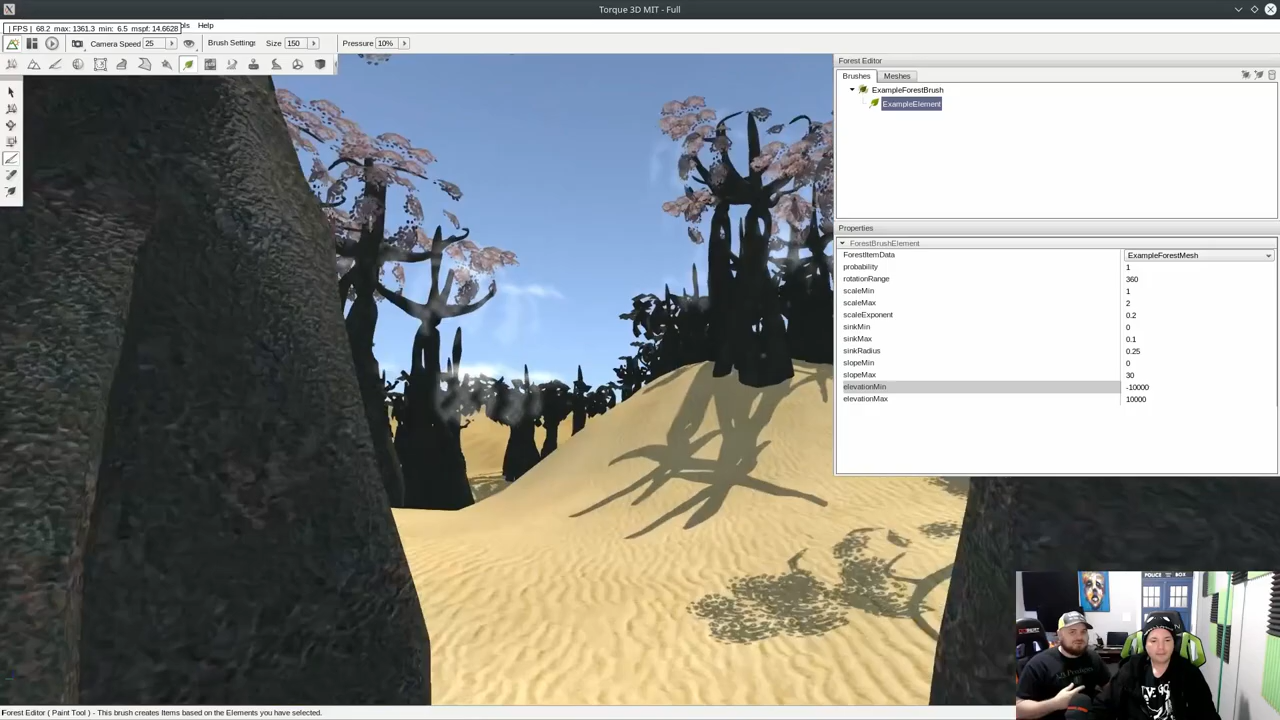 Torque 3D MIT - Full
| FPS | 68.2 max: 1361.3 min: 6.5 mspf: 14.6628
ols Help
Camera Speed 25 Brush Settings Size 150 Pressure 10%
Forest Editor
Brushes Meshes
ExampleForestBrush
ExampleElement
Properties
ForestBrushElement
ForestItemData ExampleForestMesh
probability 1
rotationRange 360
scaleMin 1
scaleMax 2
scaleExponent 0.2
sinkMin 0
sinkMax 0.1
sinkRadius 0.25
slopeMin 0
slopeMax 30
elevationMin -10000
elevationMax 10000
POLICE BOX
Forest Editor ( Paint Tool ) - This brush creates Items based on the Elements you have selected.